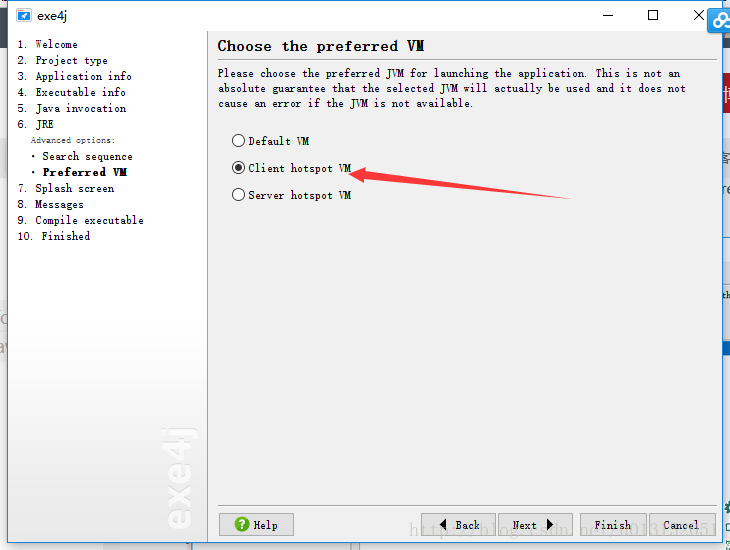 exe4j
1. Welcome
2. Project type
3. Application info
4. Executable info
5. Java invocation
6. JRE
Advanced options:
• Search sequence
• Preferred VM
7. Splash screen
8. Messages
9. Compile executable
10. Finished
exe4j
Choose the preferred VM
Please choose the preferred JVM for launching the application. This is not an
absolute guarantee that the selected JVM will actually be used and it does not
cause an error if the JVM is not available.
Default VM
Client hotspot VM
Server hotspot VM
Help
Back
Next
Finish
Cancel